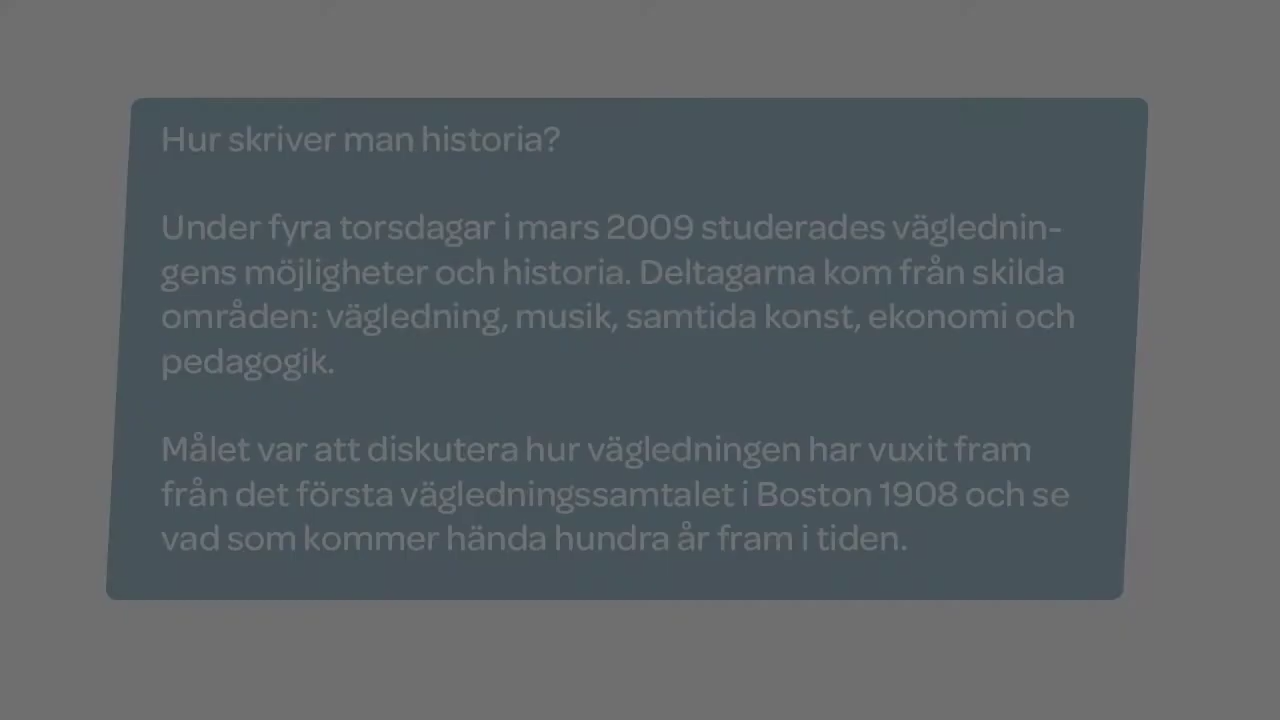 Hur skriver man historia?
Under fyra torsdagar i mars 2009 studerades väglednin-
gens möjligheter och historia. Deltagarna kom från skilda
områden: vägledning, musik, samtida konst, ekonomi och
pedagogik.
Målet var att diskutera hur vägledningen har vuxit fram
från det första vägledningssamtalet i Boston 1908 och se
vad som kommer hända hundra år fram i tiden.